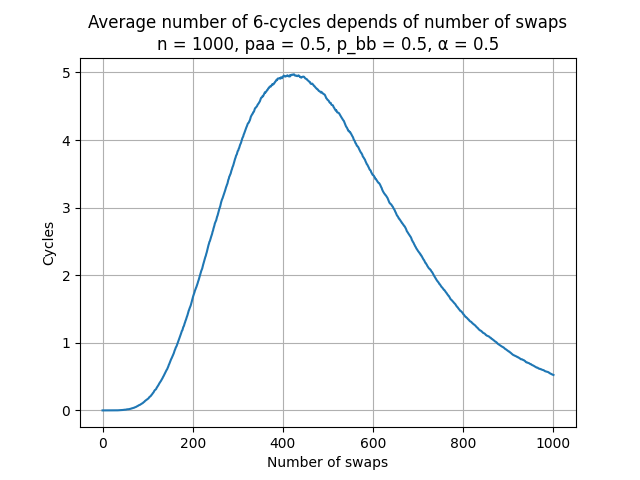 Average number of 6-cycles depends of number of swaps
n = 1000, paa = 0.5, p_bb = 0.5, α = 0.5
5
4
3
2
1
0
Cycles
0 200 400 600 800 1000
Number of swaps